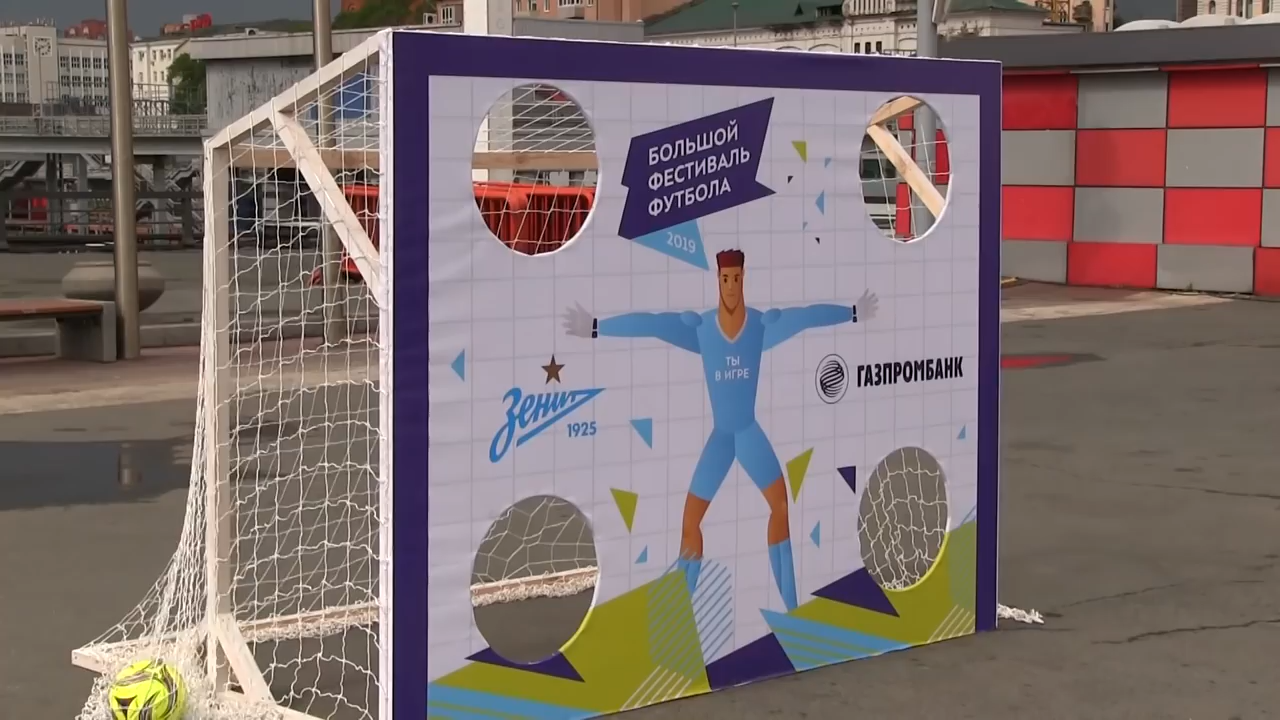 БОЛЬШОЙ
ФЕСТИВАЛЬ
ФУТБОЛА
2019
ТЫ
В ИГРЕ
Зенит
1925
ГАЗПРОМБАНК